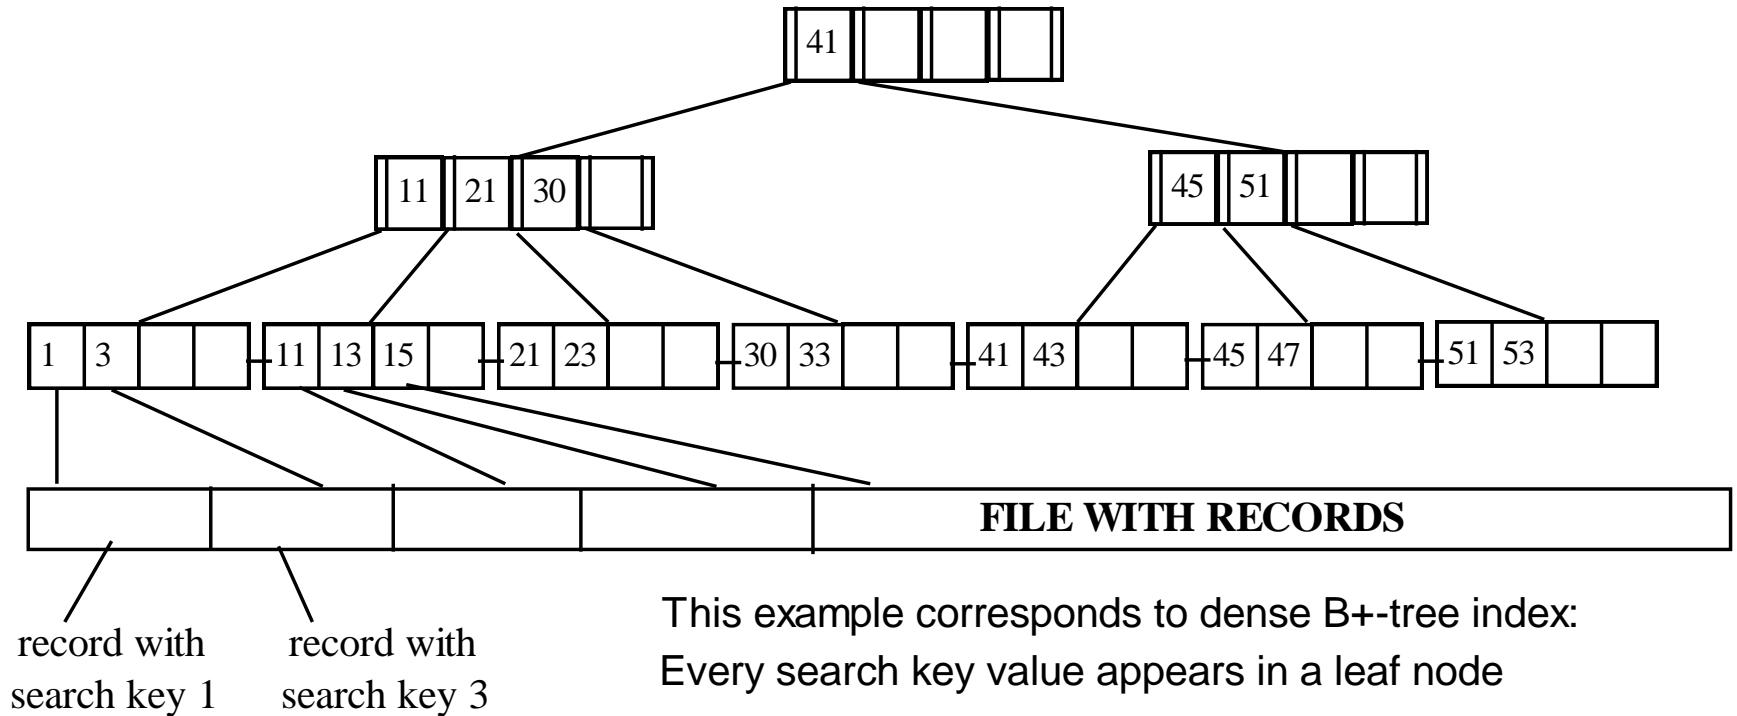 41
11 21 30
45 51
1 3
11 13 15
21 23
30 33
41 43
45 47
51 53
FILE WITH RECORDS
record with
search key 1
record with
search key 3
This example corresponds to dense B+-tree index:
Every search key value appears in a leaf node